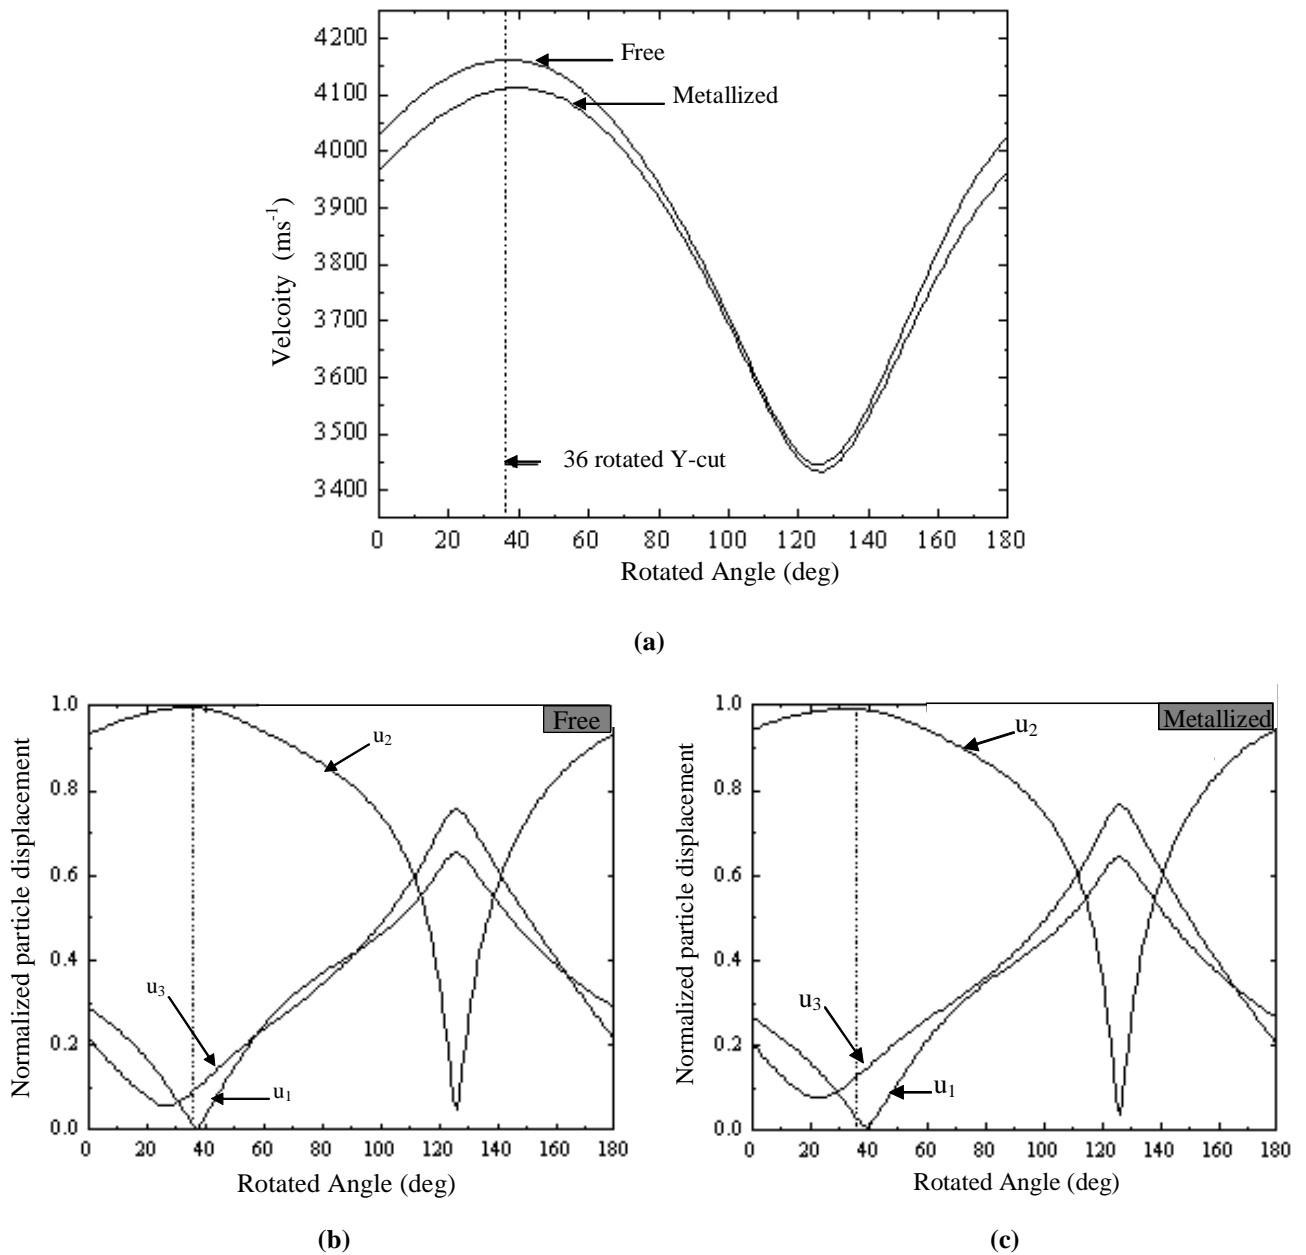 4200
4100
4000
3900
3800
3700
3600
3500
3400
Velcoity (ms⁻¹)
Free
Metallized
36 rotated Y-cut
0 20 40 60 80 100 120 140 160 180
Rotated Angle (deg)
(a)
1.0
0.8
0.6
0.4
0.2
0.0
Normalized particle displacement
Free
u₂
u₃
u₁
0 20 40 60 80 100 120 140 160 180
Rotated Angle (deg)
(b)
1.0
0.8
0.6
0.4
0.2
0.0
Normalized particle displacement
Metallized
u₂
u₃
u₁
0 20 40 60 80 100 120 140 160 180
Rotated Angle (deg)
(c)